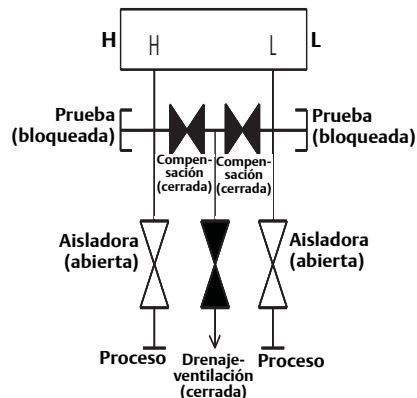 H H L L
Prueba
(bloqueada)
Prueba
(bloqueada)
Compen-
sación
(cerrada)
Compen-
sación
(cerrada)
Aisladora
(abierta)
Aisladora
(abierta)
Proceso
Drenaje-
ventilación
(cerrada)
Proceso